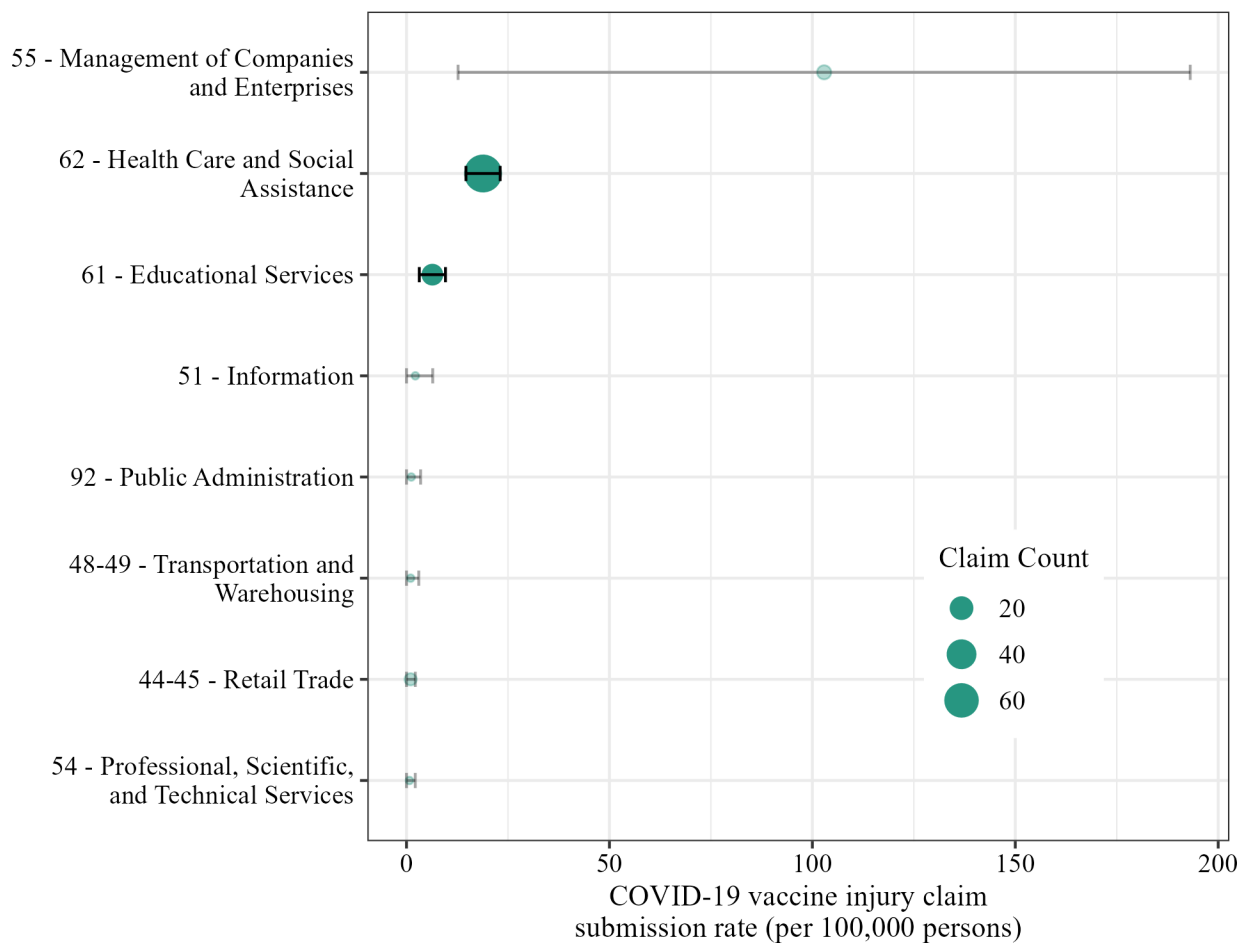 55 - Management of Companies
and Enterprises
62 - Health Care and Social
Assistance
61 - Educational Services
51 - Information
92 - Public Administration
48-49 - Transportation and
Warehousing
44-45 - Retail Trade
54 - Professional, Scientific,
and Technical Services
Claim Count
20
40
60
0 50 100 150 200
COVID-19 vaccine injury claim
submission rate (per 100,000 persons)